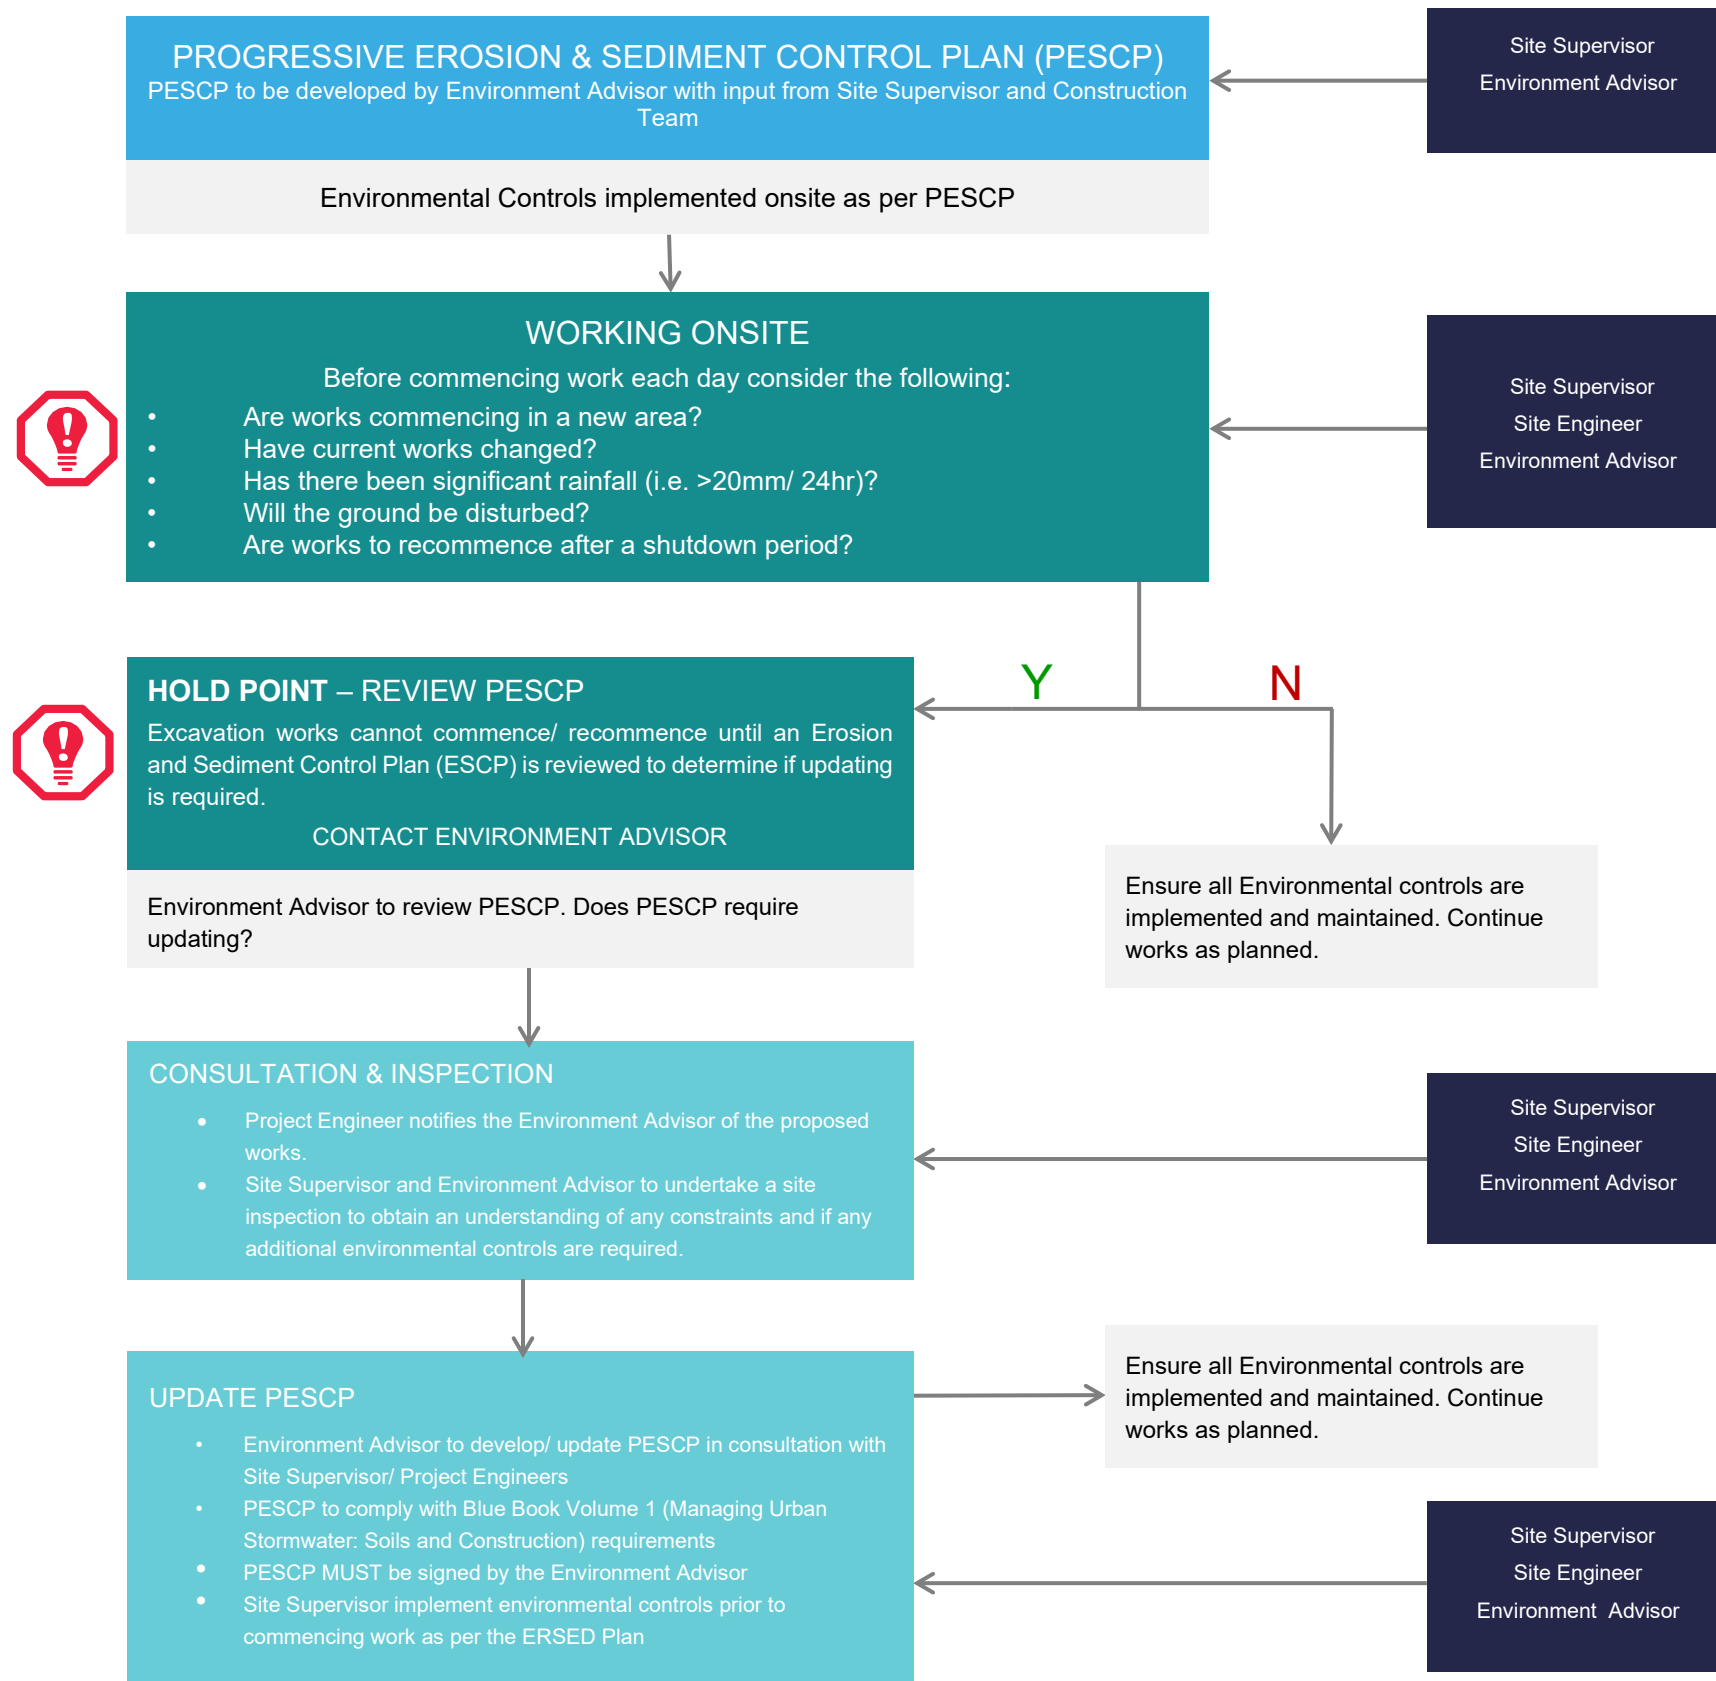 PROGRESSIVE EROSION & SEDIMENT CONTROL PLAN (PESCP)
PESCP to be developed by Environment Advisor with input from Site Supervisor and Construction
Team
Site Supervisor
Environment Advisor
Environmental Controls implemented onsite as per PESCP
WORKING ONSITE
Before commencing work each day consider the following:
• Are works commencing in a new area?
• Have current works changed?
• Has there been significant rainfall (i.e. >20mm/ 24hr)?
• Will the ground be disturbed?
• Are works to recommence after a shutdown period?
Site Supervisor
Site Engineer
Environment Advisor
Y
N
HOLD POINT – REVIEW PESCP
Excavation works cannot commence/ recommence until an Erosion
and Sediment Control Plan (ESCP) is reviewed to determine if updating
is required.
CONTACT ENVIRONMENT ADVISOR
Environment Advisor to review PESCP. Does PESCP require
updating?
Ensure all Environmental controls are
implemented and maintained. Continue
works as planned.
CONSULTATION & INSPECTION
• Project Engineer notifies the Environment Advisor of the proposed
works.
• Site Supervisor and Environment Advisor to undertake a site
inspection to obtain an understanding of any constraints and if any
additional environmental controls are required.
Site Supervisor
Site Engineer
Environment Advisor
UPDATE PESCP
• Environment Advisor to develop/ update PESCP in consultation with
Site Supervisor/ Project Engineers
• PESCP to comply with Blue Book Volume 1 (Managing Urban
Stormwater: Soils and Construction) requirements
• PESCP MUST be signed by the Environment Advisor
• Site Supervisor implement environmental controls prior to
commencing work as per the ERSED Plan
Ensure all Environmental controls are
implemented and maintained. Continue
works as planned.
Site Supervisor
Site Engineer
Environment Advisor